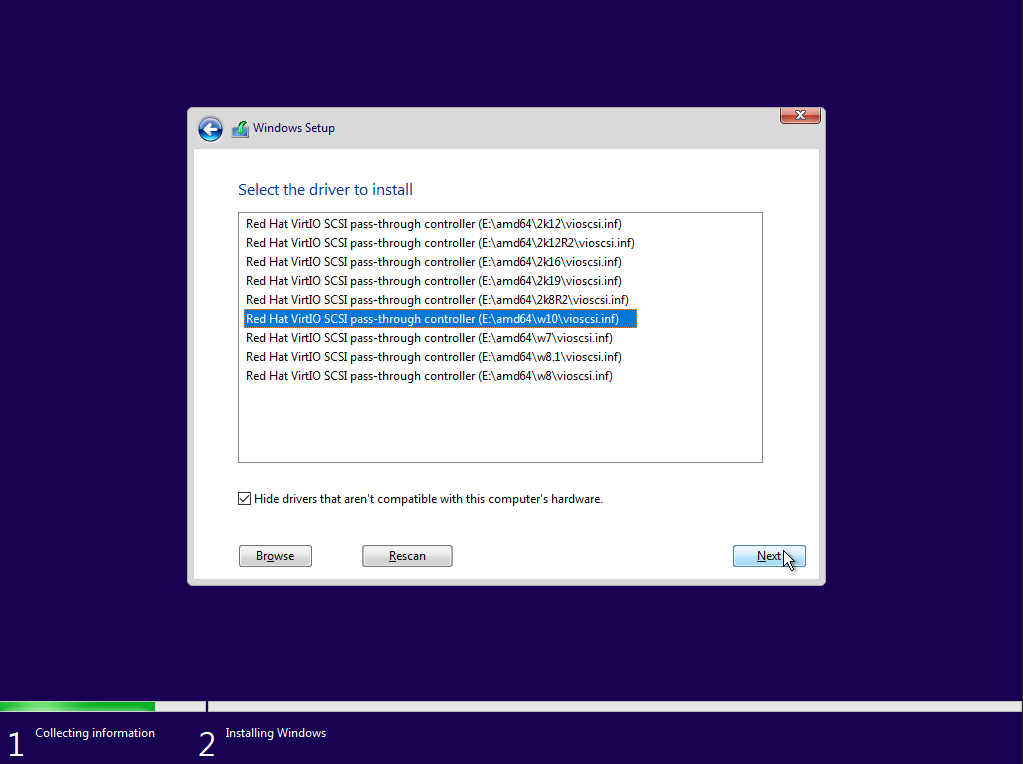 Windows Setup
Select the driver to install
Red Hat VirtIO SCSI pass-through controller (E:\amd64\2k12\vioscsi.inf)
Red Hat VirtIO SCSI pass-through controller (E:\amd64\2k12R2\vioscsi.inf)
Red Hat VirtIO SCSI pass-through controller (E:\amd64\2k16\vioscsi.inf)
Red Hat VirtIO SCSI pass-through controller (E:\amd64\2k19\vioscsi.inf)
Red Hat VirtIO SCSI pass-through controller (E:\amd64\2k8R2\vioscsi.inf)
Red Hat VirtIO SCSI pass-through controller (E:\amd64\w10\vioscsi.inf)
Red Hat VirtIO SCSI pass-through controller (E:\amd64\w7\vioscsi.inf)
Red Hat VirtIO SCSI pass-through controller (E:\amd64\w8.1\vioscsi.inf)
Red Hat VirtIO SCSI pass-through controller (E:\amd64\w8\vioscsi.inf)
Hide drivers that aren't compatible with this computer's hardware.
Browse Rescan Next
1 Collecting information 2 Installing Windows